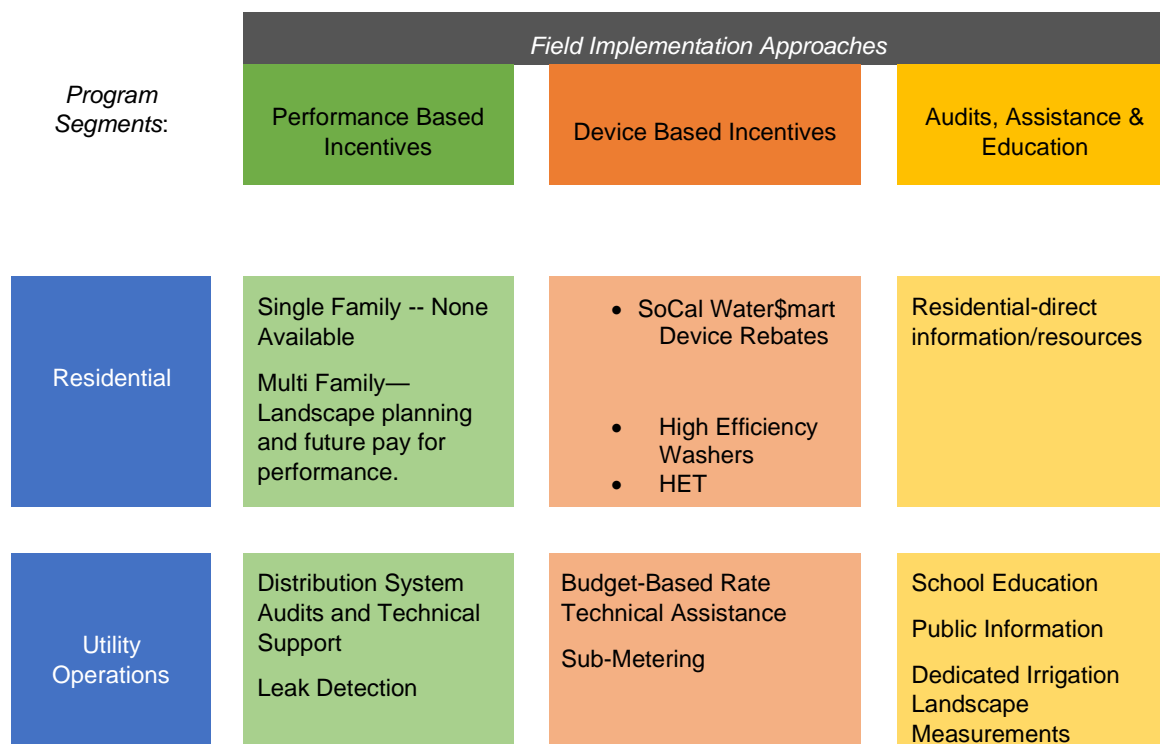 Field Implementation Approaches
Program
Segments:
Performance Based
Incentives
Device Based Incentives
Audits, Assistance &
Education
Residential
Single Family -- None
Available
Multi Family—
Landscape planning
and future pay for
performance.
• SoCal Water$mart
Device Rebates
• High Efficiency
Washers
• HET
Residential-direct
information/resources
Utility
Operations
Distribution System
Audits and Technical
Support
Leak Detection
Budget-Based Rate
Technical Assistance
Sub-Metering
School Education
Public Information
Dedicated Irrigation
Landscape
Measurements